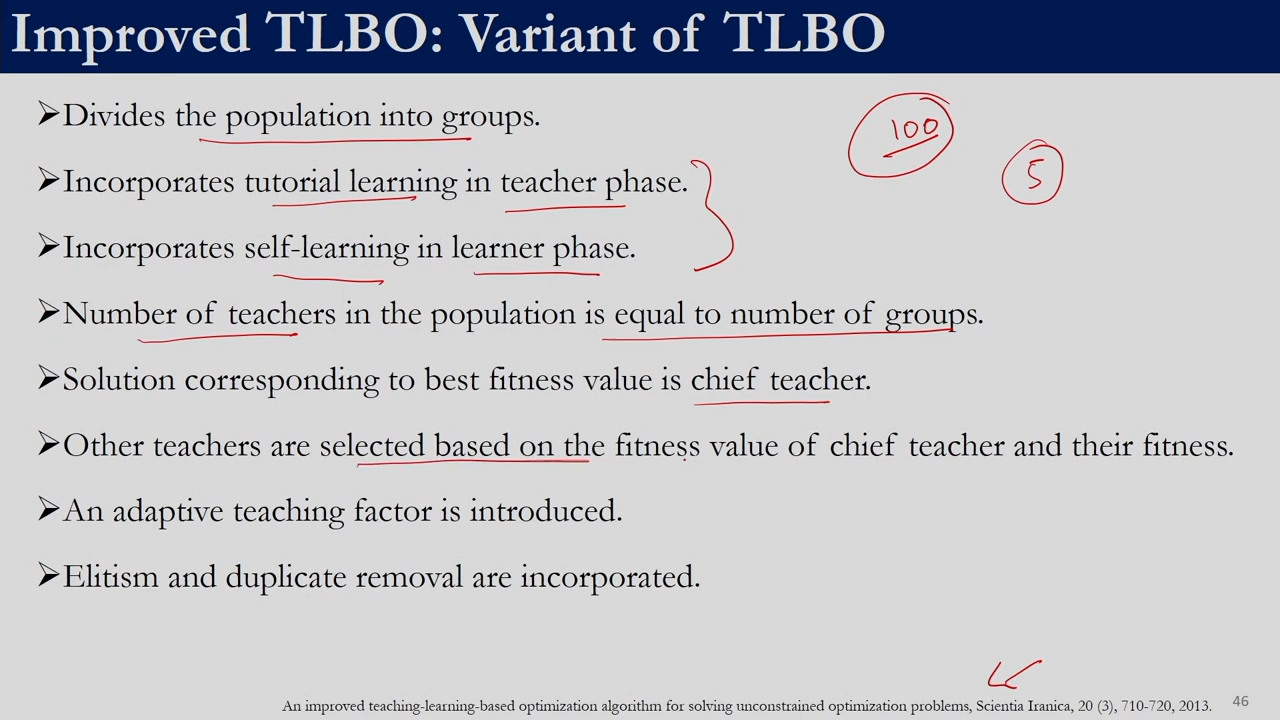 Improved TLBO: Variant of TLBO
➢Divides the population into groups.
100
➢Incorporates tutorial learning in teacher phase.
5
➢Incorporates self-learning in learner phase.
➢Number of teachers in the population is equal to number of groups.
➢Solution corresponding to best fitness value is chief teacher.
➢Other teachers are selected based on the fitness value of chief teacher and their fitness.
➢An adaptive teaching factor is introduced.
➢Elitism and duplicate removal are incorporated.
An improved teaching-learning-based optimization algorithm for solving unconstrained optimization problems, Scientia Iranica, 20 (3), 710-720, 2013.
46